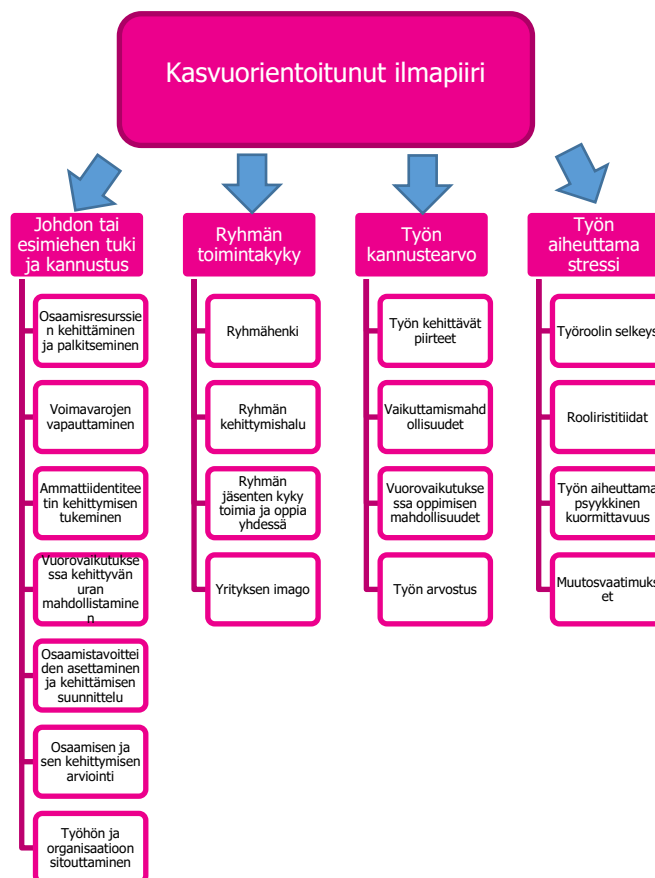 Kasvuorientoitunut ilmapiiri
Johdon tai
esimiehen tuki
ja kannustus
Osaamisresurssie
n kehittäminen
ja palkitseminen
Voimavarojen
vapauttaminen
Ammattiidentitee
tin kehittymisen
tukeminen
Vuorovaikutukse
ssa kehittyvän
uran
mahdollistamine
n
Osaamistavoittei
den asettaminen
ja kehittämisen
suunnittelu
Osaamisen ja
sen kehittymisen
arviointi
Työhön ja
organisaatioon
sitouttaminen
Ryhmän
toimintakyky
Ryhmähenki
Ryhmän
kehittymishalu
Ryhmän
jäsenten kyky
toimia ja oppia
yhdessä
Yrityksen imago
Työn
kannustearvo
Työn kehittävät
piirteet
Vaikuttamismahd
ollisuudet
Vuorovaikutukse
ssa oppimisen
mahdollisuudet
Työn arvostus
Työn
aiheuttama
stressi
Työroolin selkeys
Rooliristitiidat
Työn aiheuttama
psyykkinen
kuormittavuus
Muutosvaatimuks
et